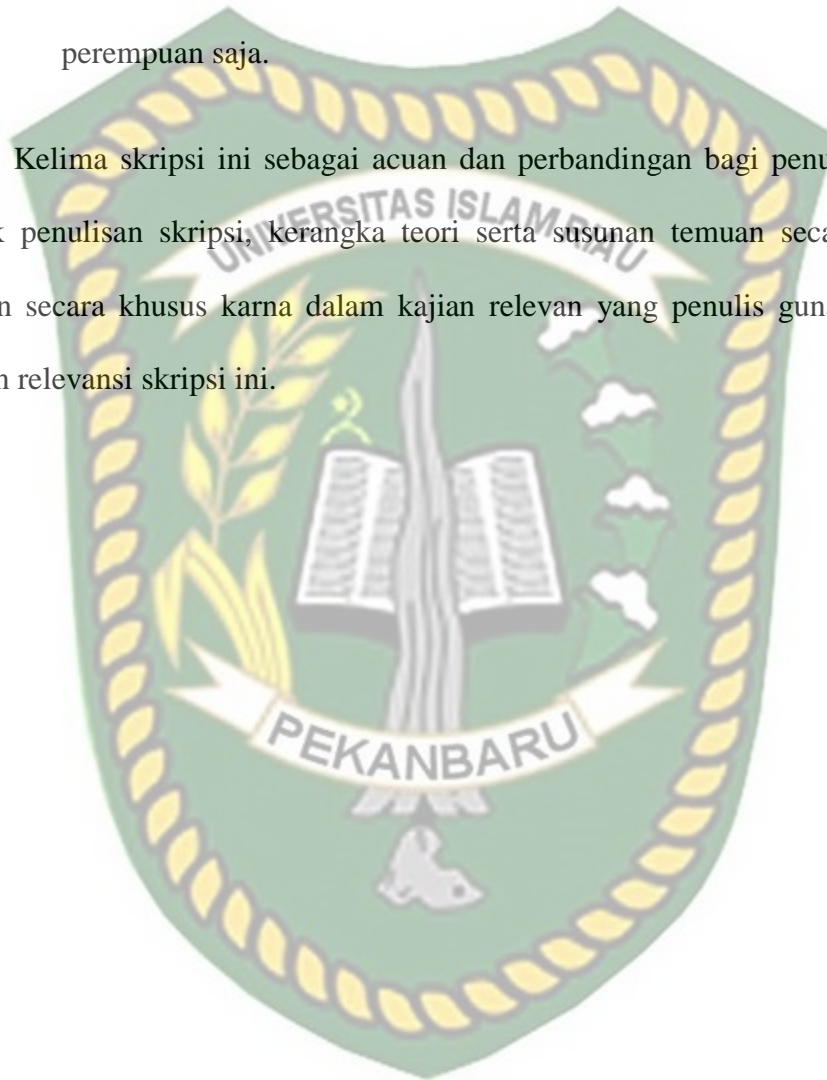 perempuan saja.
Kelima skripsi ini sebagai acuan dan perbandingan bagi
penulisan skripsi, kerangka teori serta susunan temuan
secara khusus karna dalam kajian relevan yang penulis
relevansi skripsi ini.
UNIVERSITAS ISLAM RIAU
PEKANBARU